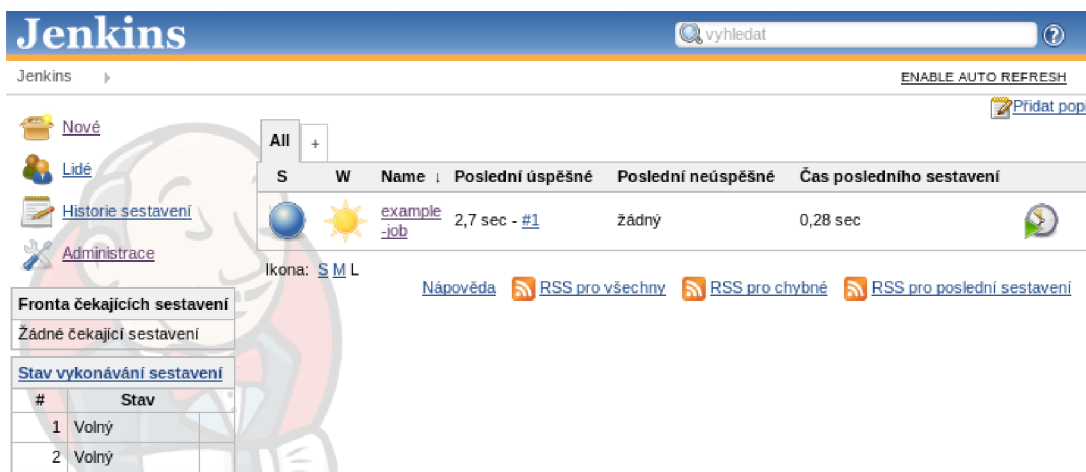 Jenkins
vyhledat
?
Jenkins
ENABLE AUTO REFRESH
Přidat popi
Nové
Lidé
Historie sestavení
Administrace
All +
S W Name ↓ Poslední úspěšné Poslední neúspěšné Čas posledního sestavení
example
-job
2,7 sec - #1 žádný 0,28 sec
Ikona: S M L
Nápověda RSS pro všechny RSS pro chybné RSS pro poslední sestavení
Fronta čekajících sestavení
Žádné čekající sestavení
Stav vykonávání sestavení
# Stav
1 Volný
2 Volný